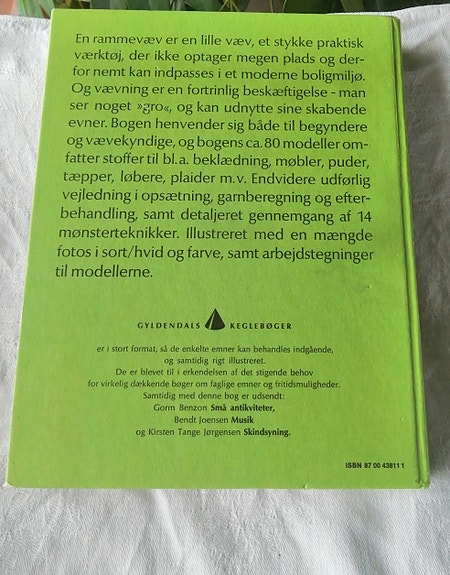 En rammevæv er en lille væv, et stykke praktisk
værktøj, der ikke optager megen plads og der-
for nemt kan indpasses i et moderne boligmiljø.
Og vævning er en fortrinlig beskæftigelse - man
ser noget »gro«, og kan udnytte sine skabende
evner. Bogen henvender sig både til begyndere
og vævekyndige, og bogens ca. 80 modeller om-
fatter stoffer til bl.a. beklædning, møbler, puder,
tæpper, løbere, plaider m.v. Endvidere udførlig
vejledning i opsætning, garnberegning og efter-
behandling, samt detaljeret gennemgang af 14
mønsterteknikker. Illustreret med en mængde
fotos i sort/hvid og farve, samt arbejdstegninger
til modellerne.
GYLDENDALS KEGLEBØGER
er i stort format, så de enkelte emner kan behandles indgående,
og samtidig rigt illustreret.
De er blevet til i erkendelsen af det stigende behov
for virkelig dækkende bøger om faglige emner og fritidsmuligheder.
Samtidig med denne bog er udsendt:
Gorm Benzon Små antikviteter,
Bendt Joensen Musik
og Kirsten Tange Jørgensen Skindsyning.
ISBN 87 00 43811 1